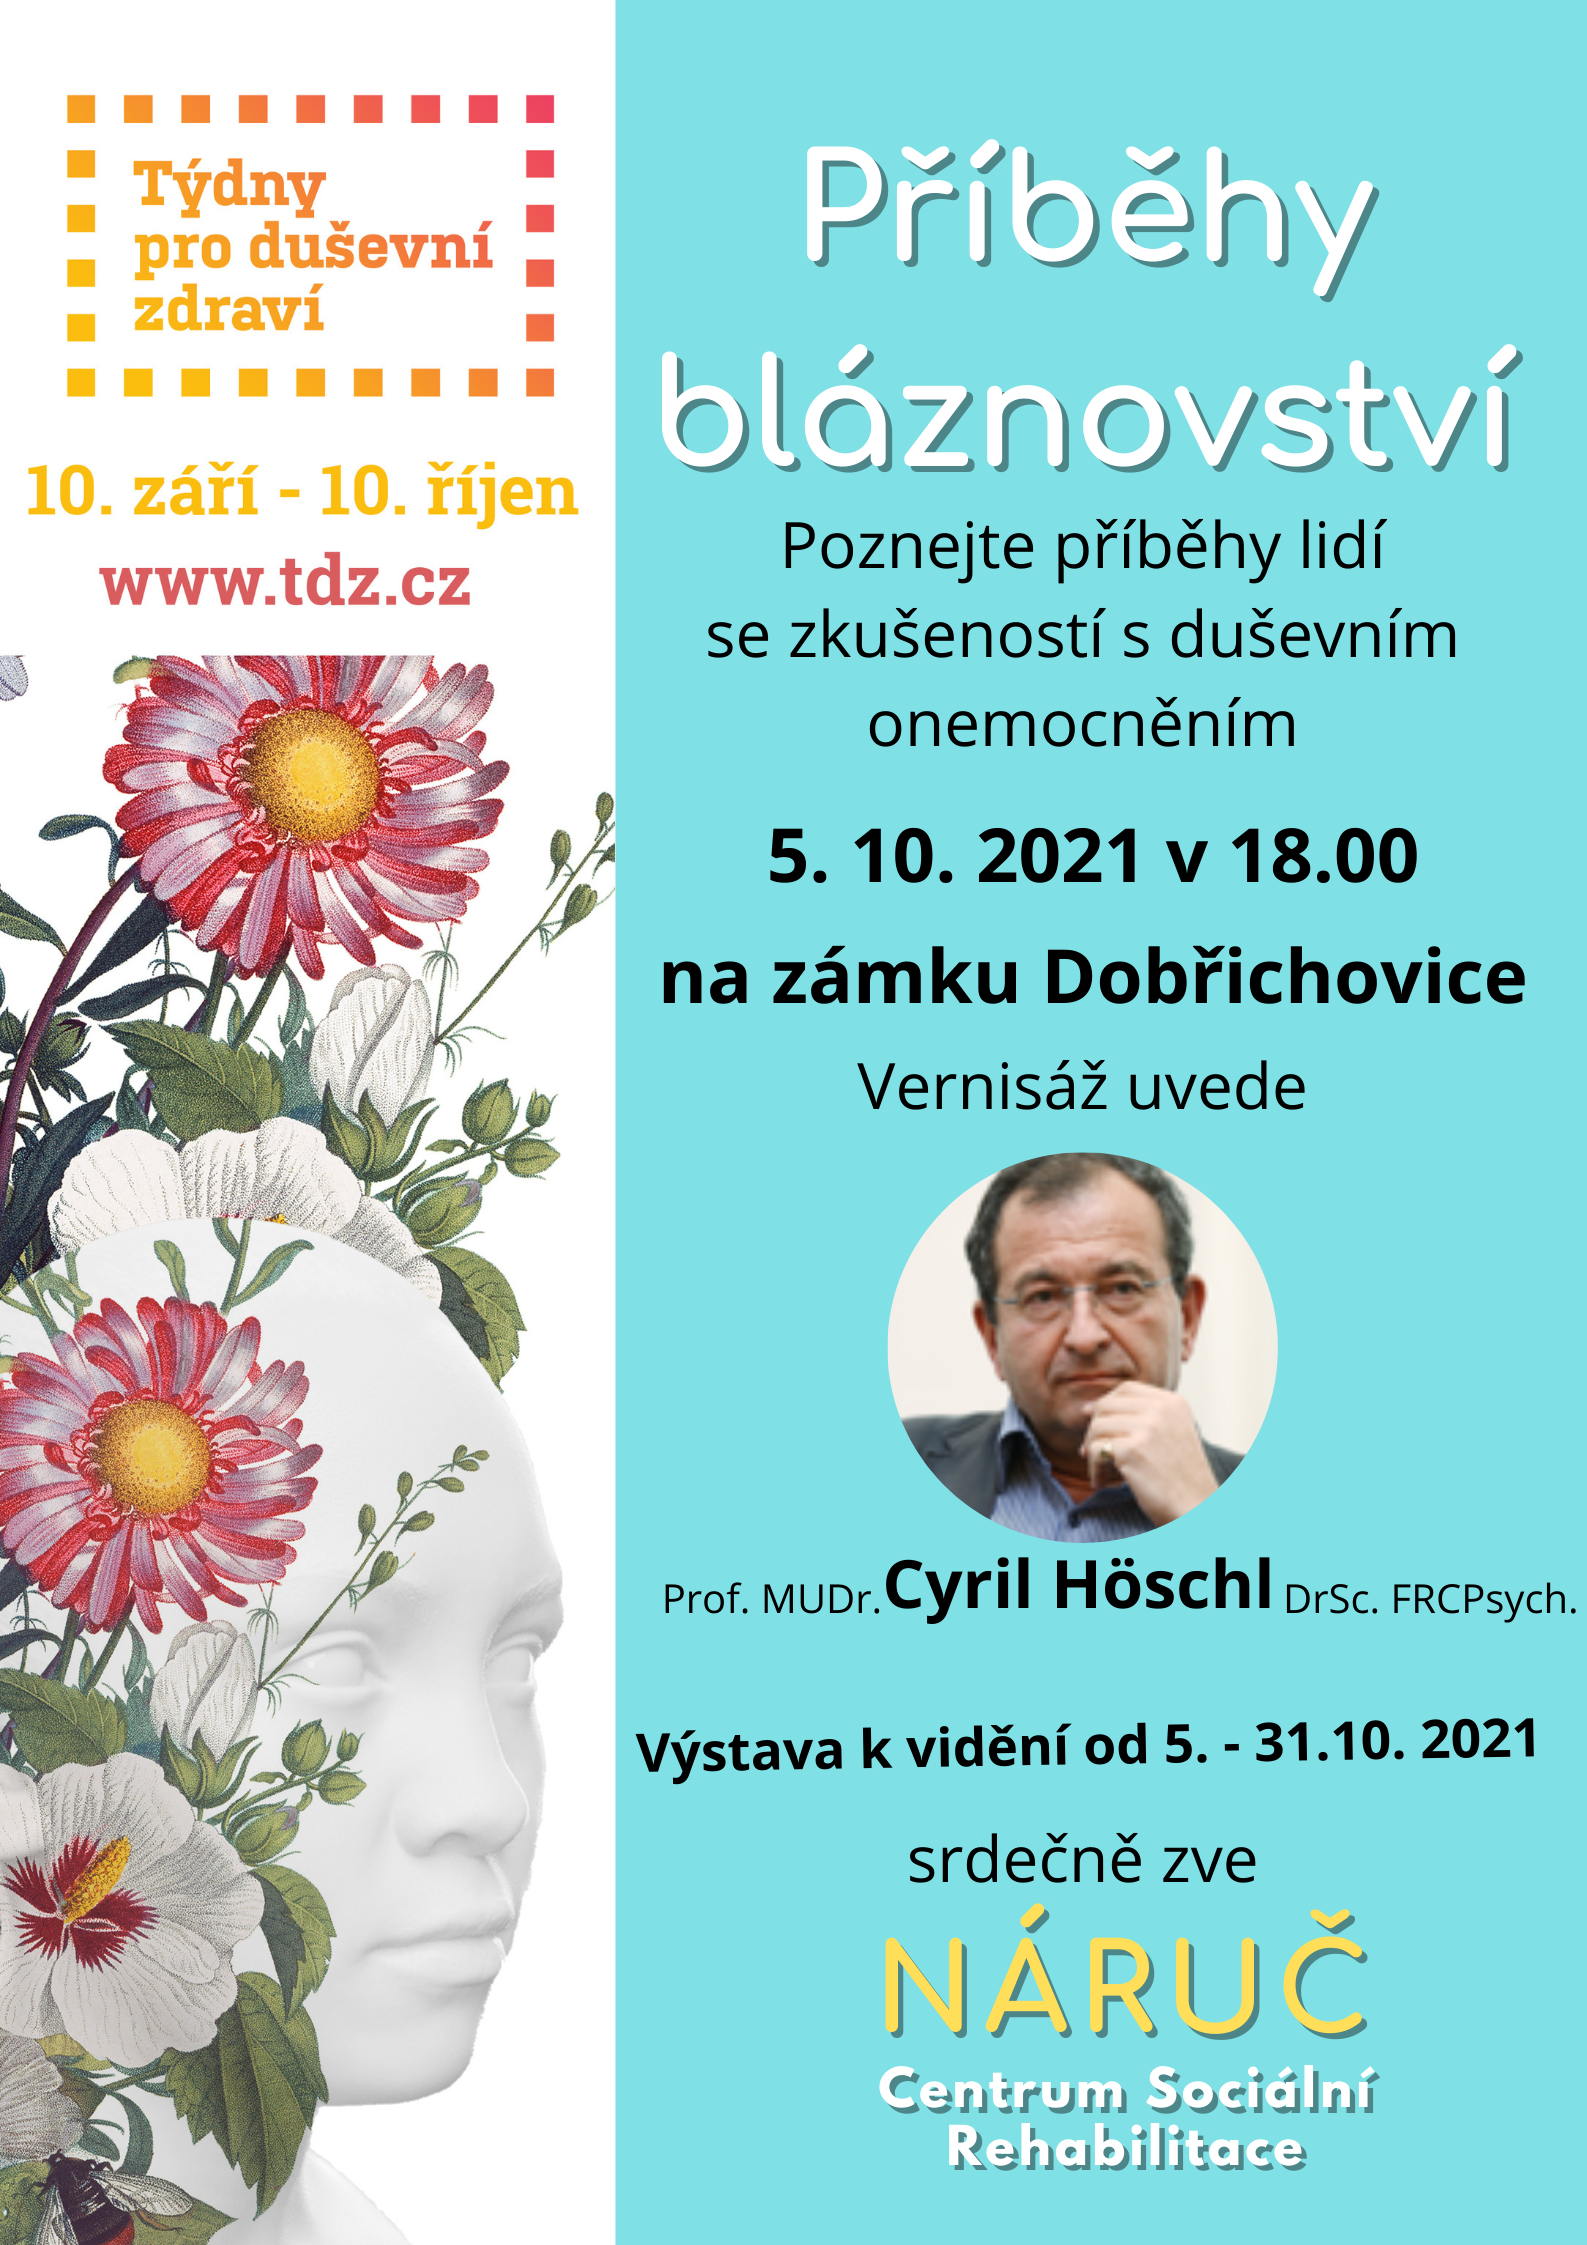 Týdny
pro duševní
zdraví
10. září - 10. říjen
www.tdz.cz
Příběhy
bláznovství
Poznejte příběhy lidí
se zkušeností s duševním
onemocněním
5. 10. 2021 v 18.00
na zámku Dobřichovice
Vernisáž uvede
Prof. MUDr. Cyril Höschl DrSc. FRCPsych.
Výstava k vidění od 5. - 31.10. 2021
srdečně zve
NÁRUČ
Centrum Sociální
Rehabilitace